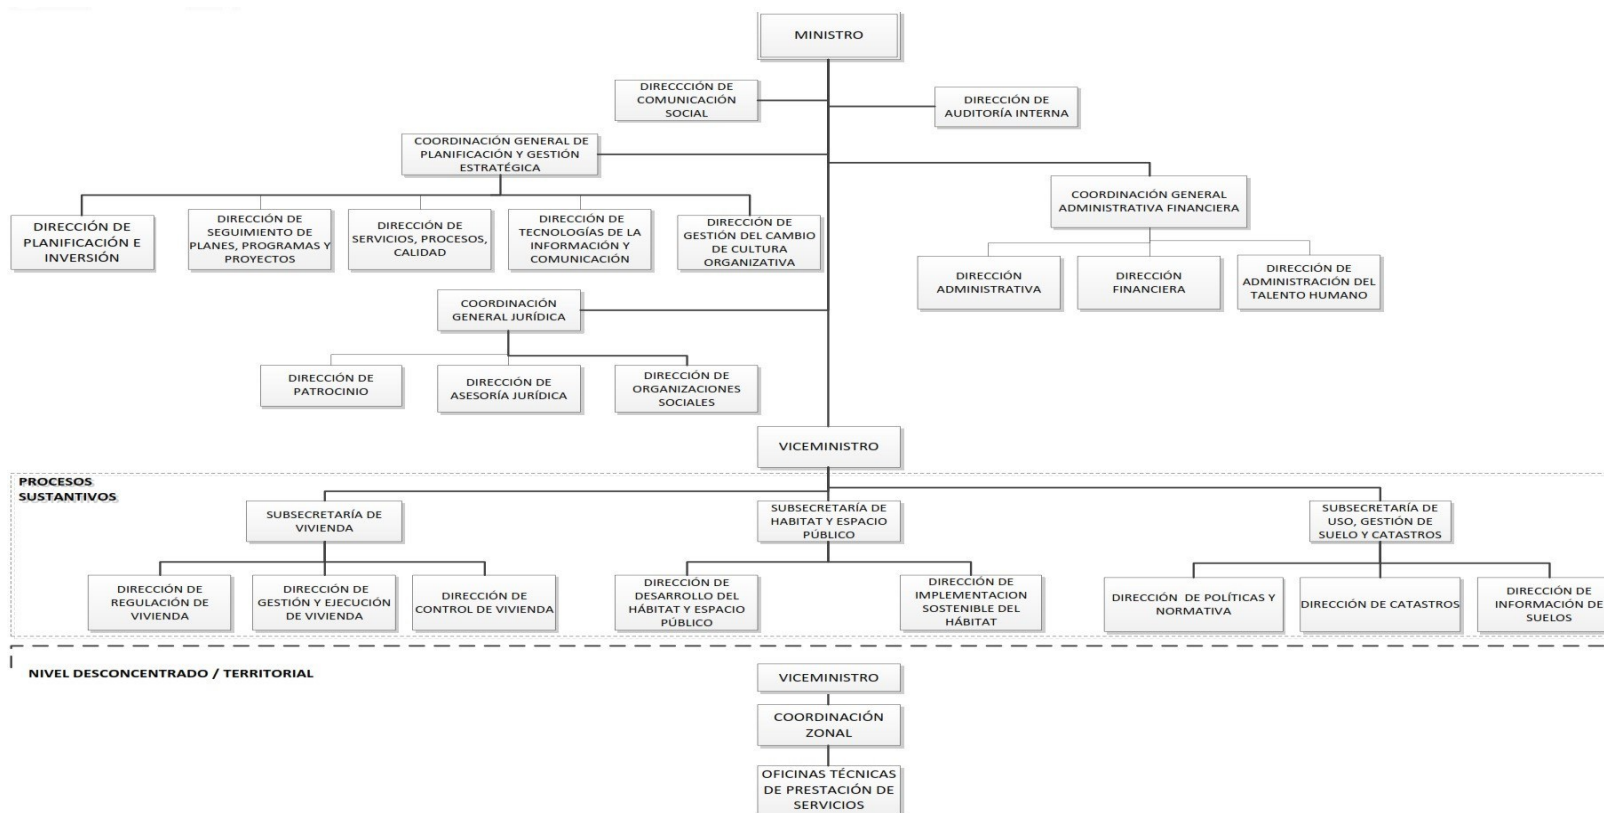 MINISTRO
DIRECCCIÓN DE
COMUNICACIÓN
SOCIAL
DIRECCIÓN DE
AUDITORÍA INTERNA
COORDINACIÓN GENERAL DE
PLANIFICACIÓN Y GESTIÓN
ESTRATÉGICA
COORDINACIÓN GENERAL
ADMINISTRATIVA FINANCIERA
DIRECCIÓN DE
PLANIFICACIÓN E
INVERSIÓN
DIRECCIÓN DE
SEGUIMIENTO DE
PLANES, PROGRAMAS Y
PROYECTOS
DIRECCIÓN DE
SERVICIOS, PROCESOS,
CALIDAD
DIRECCIÓN DE
TECNOLOGÍAS DE LA
INFORMACIÓN Y
COMUNICACIÓN
DIRECCIÓN DE
GESTIÓN DEL CAMBIO
DE CULTURA
ORGANIZATIVA
DIRECCIÓN
ADMINISTRATIVA
DIRECCIÓN
FINANCIERA
DIRECCIÓN DE
ADMINISTRACIÓN DEL
TALENTO HUMANO
COORDINACIÓN
GENERAL JURÍDICA
DIRECCIÓN DE
PATROCINIO
DIRECCIÓN DE
ASESORÍA JURÍDICA
DIRECCIÓN DE
ORGANIZACIONES
SOCIALES
VICEMINISTRO
PROCESOS
SUSTANTIVOS
SUBSECRETARÍA DE
VIVIENDA
SUBSECRETARÍA DE
HABITAT Y ESPACIO
PÚBLICO
SUBSECRETARÍA DE
USO, GESTIÓN DE
SUELO Y CATASTROS
DIRECCIÓN DE
REGULACIÓN DE
VIVIENDA
DIRECCIÓN DE
GESTIÓN Y EJECUCIÓN
DE VIVIENDA
DIRECCIÓN DE
CONTROL DE VIVIENDA
DIRECCIÓN DE
DESARROLLO DEL
HÁBITAT Y ESPACIO
PÚBLICO
DIRECCIÓN DE
IMPLEMENTACION
SOSTENIBLE DEL
HÁBITAT
DIRECCIÓN DE POLÍTICAS Y
NORMATIVA
DIRECCIÓN DE CATASTROS
DIRECCIÓN DE
INFORMACIÓN DE
SUELOS
NIVEL DESCONCENTRADO / TERRITORIAL
VICEMINISTRO
COORDINACIÓN
ZONAL
OFICINAS TÉCNICAS
DE PRESTACIÓN DE
SERVICIOS